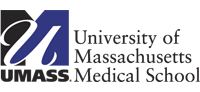 University of
Massachusetts
UMASS. Medical School